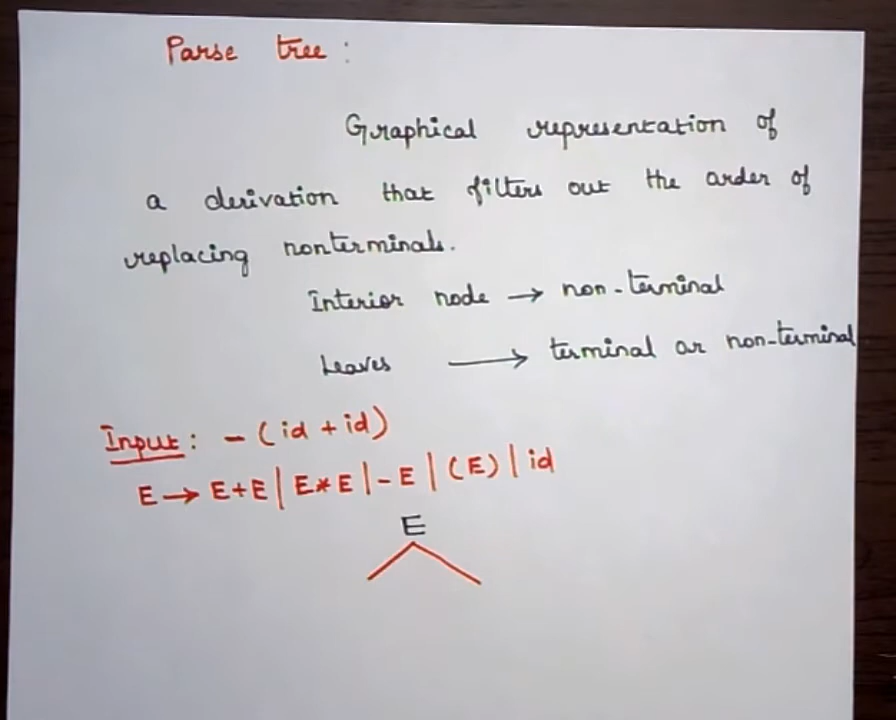 Parse tree:
Graphical representation of
a derivation that filters out the order of
replacing nonterminals.
Interior node → non-terminal
Leaves → terminal or non-terminal
Input: - (id + id)
E → E+E | E*E | -E | (E) | id
E